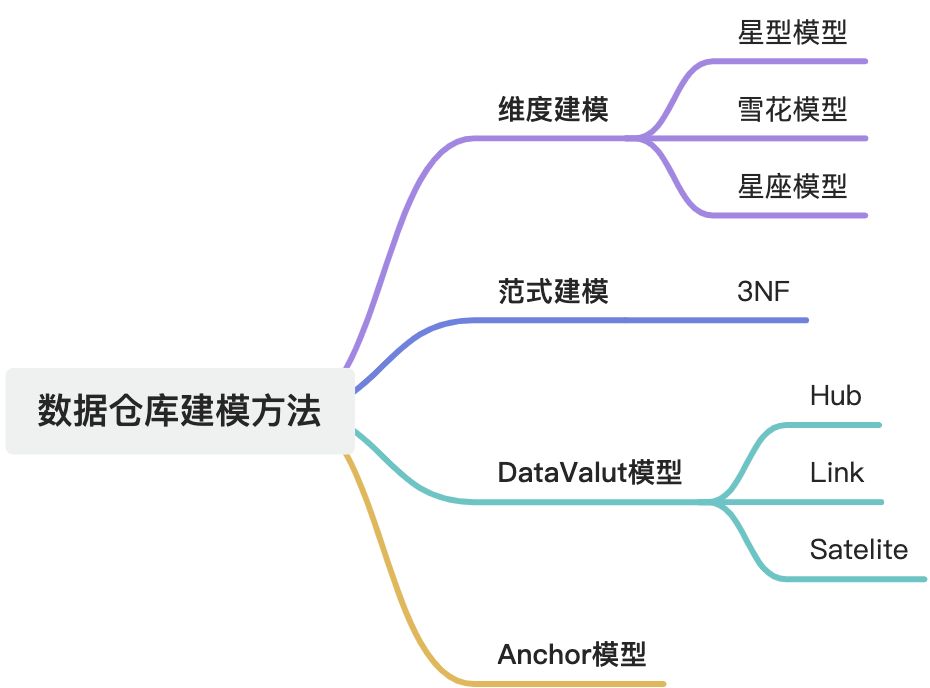 数据仓库建模方法
维度建模
星型模型
雪花模型
星座模型
范式建模
3NF
DataValut模型
Hub
Link
Satelite
Anchor模型